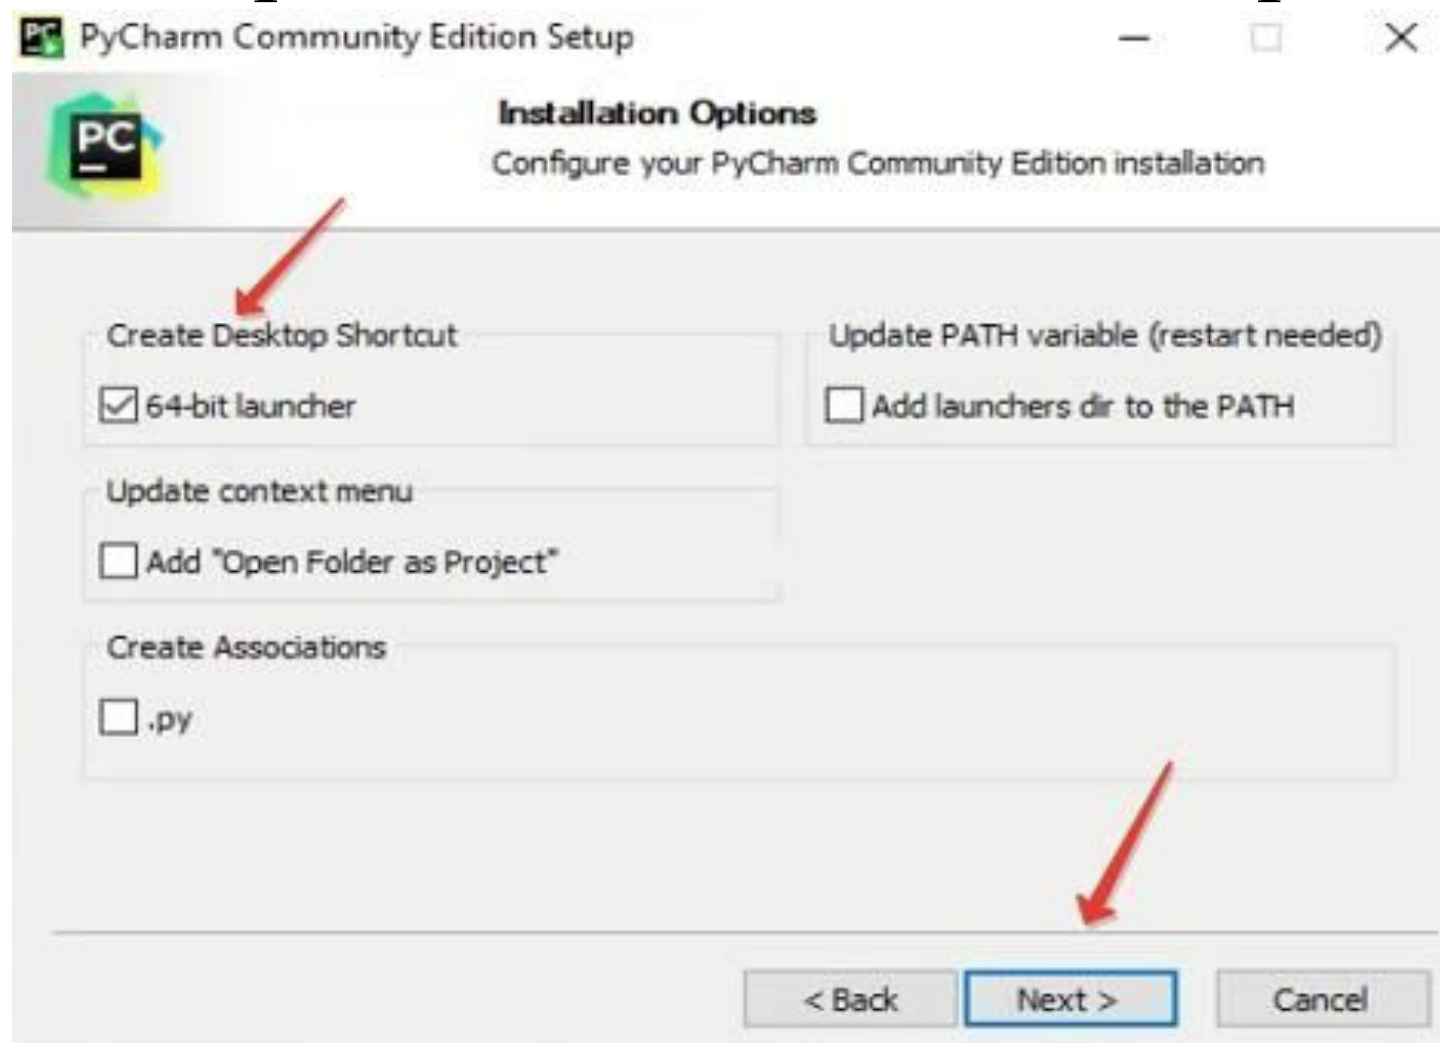 PyCharm Community Edition Setup
Installation Options
Configure your PyCharm Community Edition installation
PC
Create Desktop Shortcut
Update PATH variable (restart needed)
64-bit launcher
Add launchers dir to the PATH
Update context menu
Add "Open Folder as Project"
Create Associations
.py
< Back
Next >
Cancel